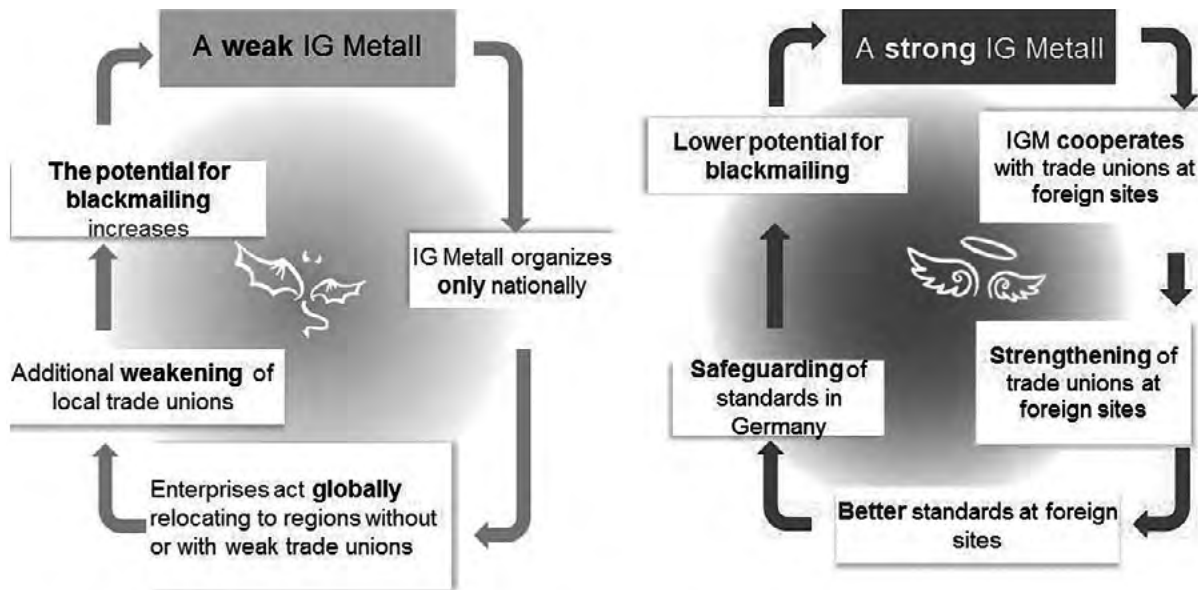 A weak IG Metall
IG Metall organizes
only nationally
Enterprises act globally
relocating to regions without
or with weak trade unions
Additional weakening of
local trade unions
The potential for
blackmailing
increases
A strong IG Metall
IGM cooperates
with trade unions at
foreign sites
Strengthening of
trade unions at
foreign sites
Better standards at foreign
sites
Safeguarding of
standards in
Germany
Lower potential for
blackmailing